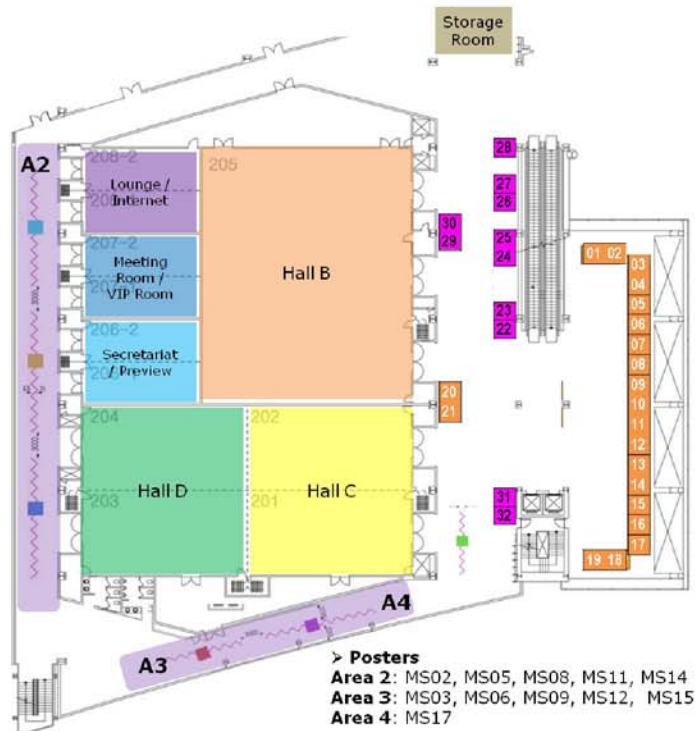 Storage
Room
A2
208-2
205
Lounge /
Internet
28
27
26
30
29
25
24
207-2
Meeting
Room /
VIP Room
Hall B
01 02
03
04
05
06
07
08
09
10
11
12
13
14
15
16
17
19 18
23
22
206-2
Secretariat
/ Preview
20
21
204
202
Hall D
Hall C
203
201
31
32
A4
A3
➢ Posters
Area 2: MS02, MS05, MS08, MS11, MS14
Area 3: MS03, MS06, MS09, MS12, MS15
Area 4: MS17